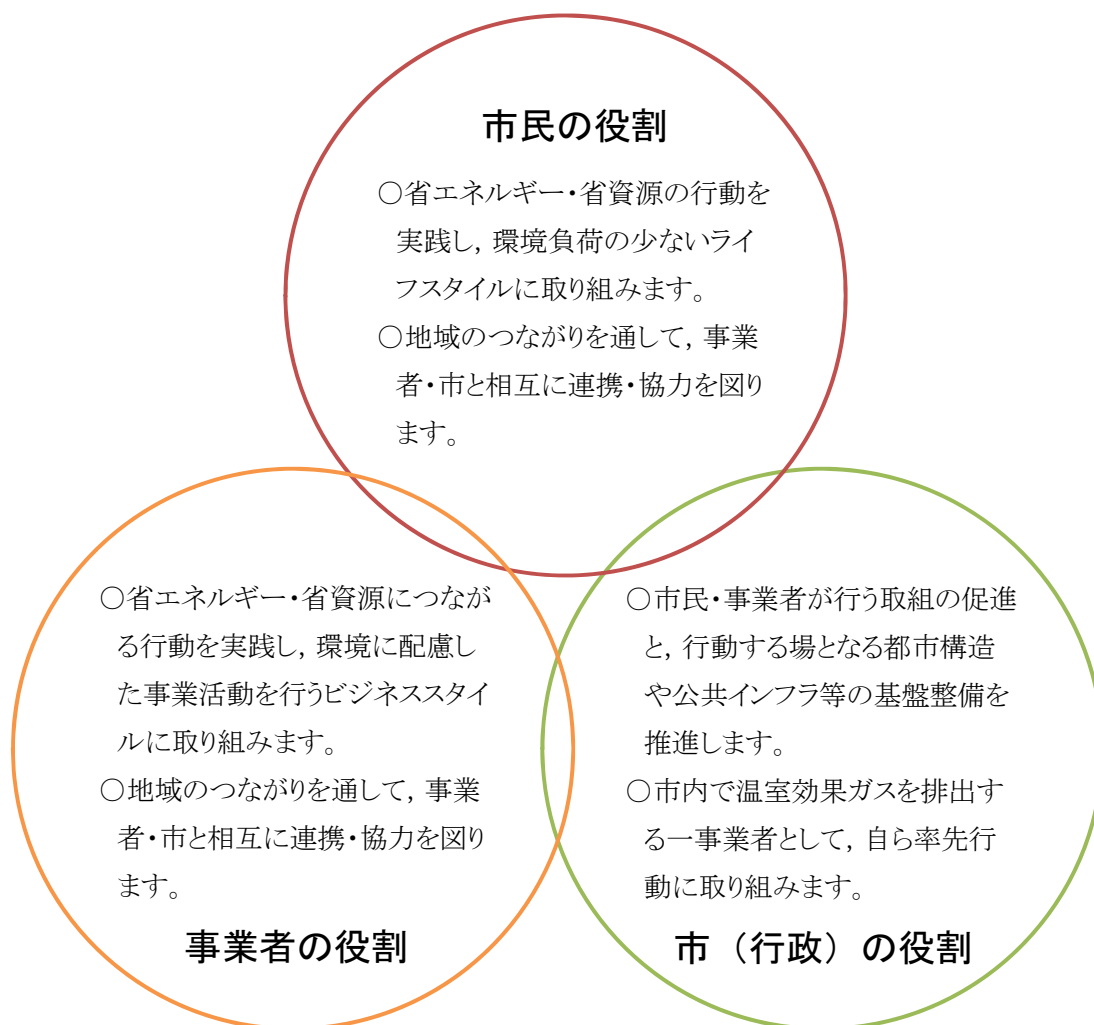 市民の役割
○省エネルギー・省資源の行動を
実践し，環境負荷の少ないライ
フスタイルに取り組みます。
○地域のつながりを通して，事業
者・市と相互に連携・協力を図り
ます。
○省エネルギー・省資源につなが
る行動を実践し，環境に配慮し
た事業活動を行うビジネススタイ
ルに取り組みます。
○地域のつながりを通して，事業
者・市と相互に連携・協力を図り
ます。
事業者の役割
○市民・事業者が行う取組の促進
と，行動する場となる都市構造
や公共インフラ等の基盤整備を
推進します。
○市内で温室効果ガスを排出す
る一事業者として，自ら率先行
動に取り組みます。
市（行政）の役割